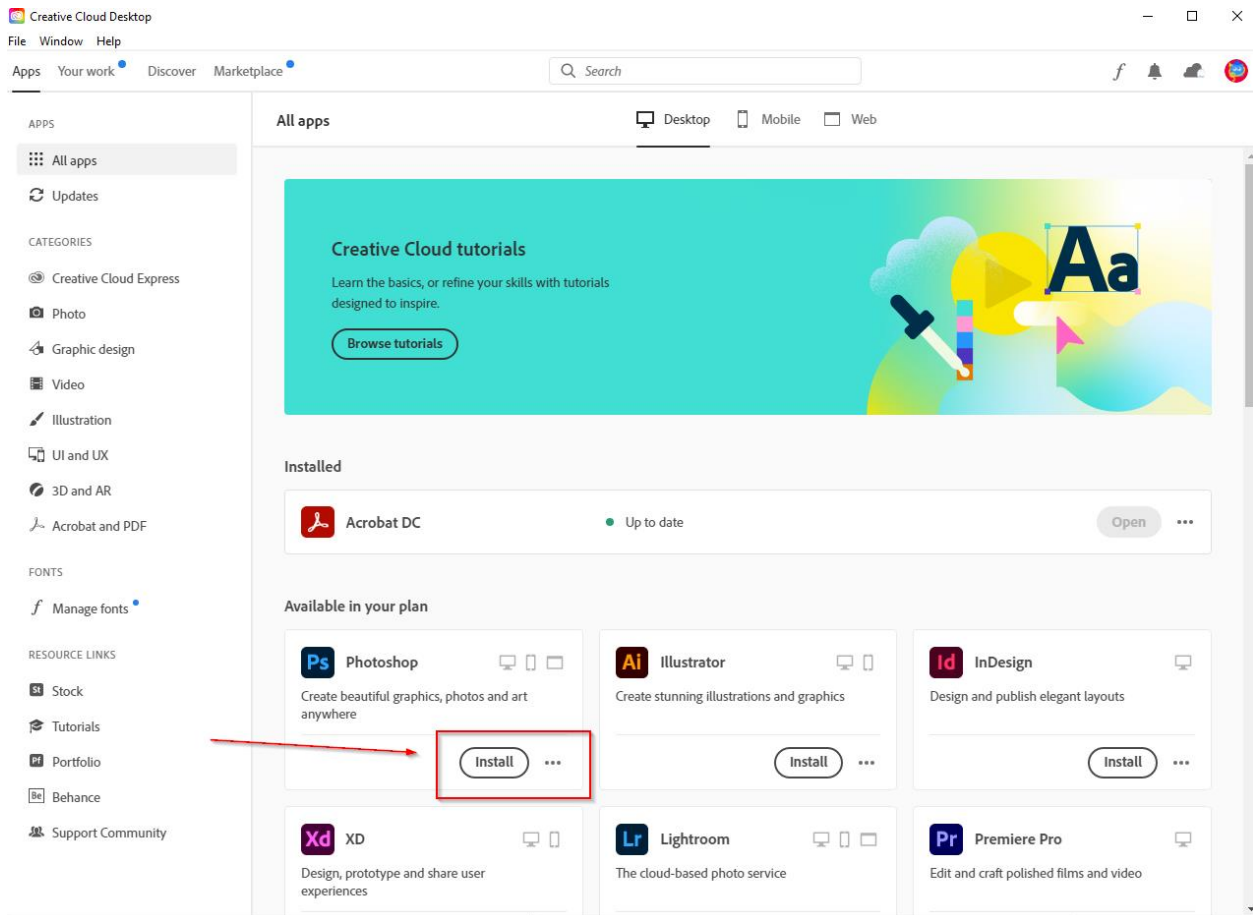 Creative Cloud Desktop
File Window Help
Apps Your work Discover Marketplace Search f
APPS
All apps
Updates
CATEGORIES
Creative Cloud Express
Photo
Graphic design
Video
Illustration
UI and UX
3D and AR
Acrobat and PDF
FONTS
f Manage fonts
RESOURCE LINKS
St Stock
Tutorials
Pf Portfolio
Be Behance
Support Community
All apps Desktop Mobile Web
Creative Cloud tutorials
Learn the basics, or refine your skills with tutorials
designed to inspire.
Browse tutorials
Aa
Installed
Acrobat DC Up to date Open
Available in your plan
Ps Photoshop
Create beautiful graphics, photos and art
anywhere
Install
Ai Illustrator
Create stunning illustrations and graphics
Install
Id InDesign
Design and publish elegant layouts
Install
Xd XD
Design, prototype and share user
experiences
Lr Lightroom
The cloud-based photo service
Pr Premiere Pro
Edit and craft polished films and video